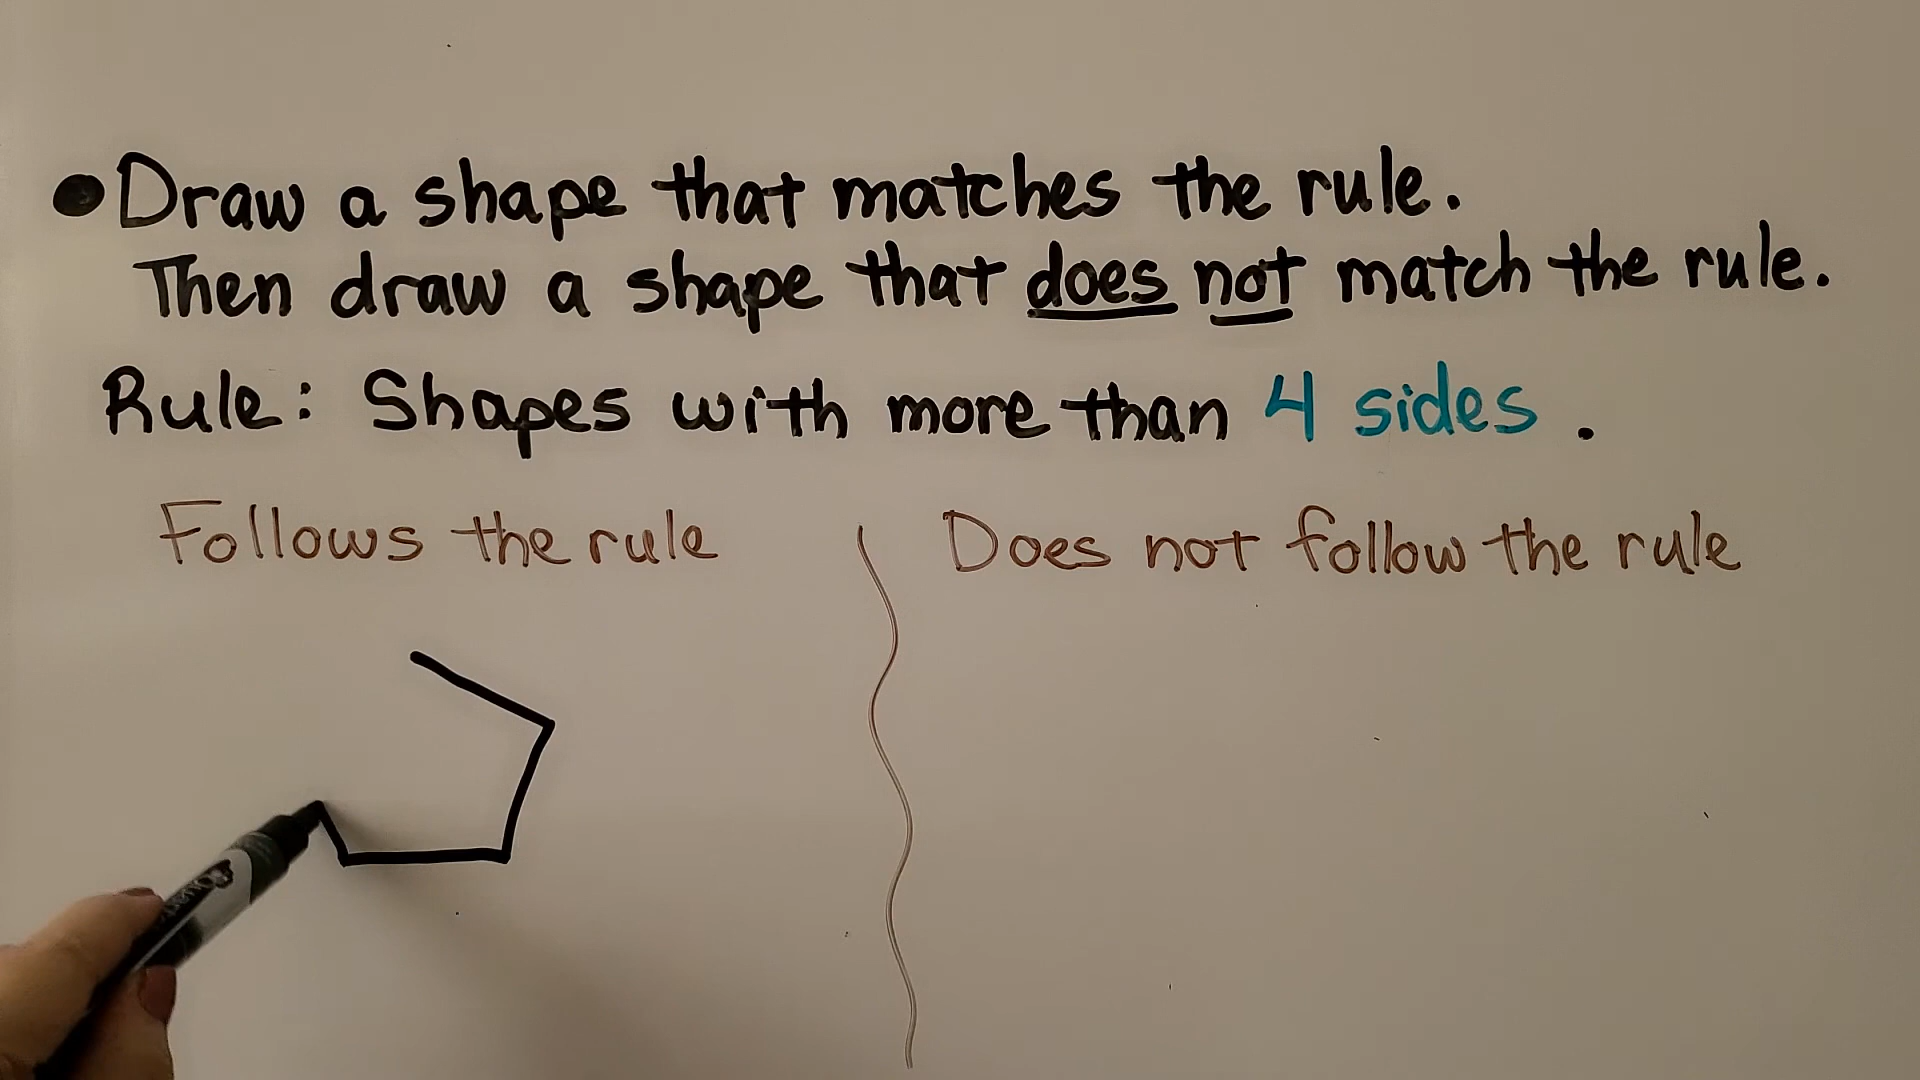 Draw a shape that matches the rule.
Then draw a shape that does not match the rule.
Rule: Shapes with more than 4 sides.
Follows the rule
Does not follow the rule